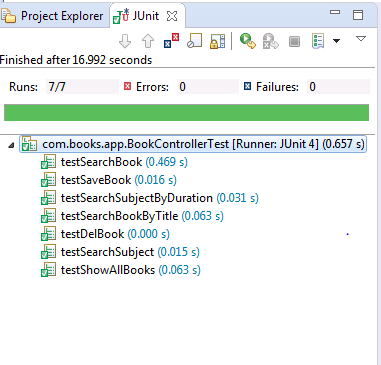 Project Explorer JUnit
Finished after 16.992 seconds
Runs: 7/7 Errors: 0 Failures: 0
com.books.app.BookControllerTest [Runner: JUnit 4] (0.657 s)
testSearchBook (0.469 s)
testSaveBook (0.016 s)
testSearchSubjectByDuration (0.031 s)
testSearchBookByTitle (0.063 s)
testDelBook (0.000 s)
testSearchSubject (0.015 s)
testShowAllBooks (0.063 s)